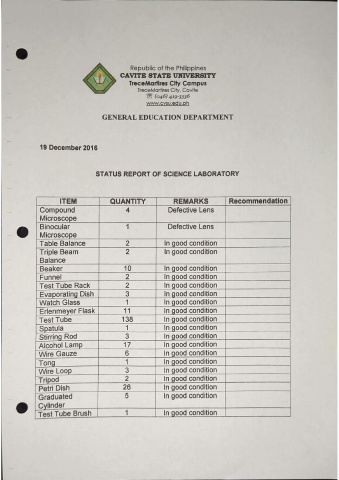 Republic of the Philippines
CAVITE STATE UNIVERSITY
TreceMartires City Campus
TreceMartires City, Cavite
☏ (046) 419-3536
www.cvsu.edu.ph
GENERAL EDUCATION DEPARTMENT
19 December 2016
STATUS REPORT OF SCIENCE LABORATORY
ITEM QUANTITY REMARKS Recommendation
Compound 4 Defective Lens
Microscope
Binocular 1 Defective Lens
Microscope
Table Balance 2 In good condition
Triple Beam 2 In good condition
Balance
Beaker 10 In good condition
Funnel 2 In good condition
Test Tube Rack 2 In good condition
Evaporating Dish 3 In good condition
Watch Glass 1 In good condition
Erlenmeyer Flask 11 In good condition
Test Tube 138 In good condition
Spatula 1 In good condition
Stirring Rod 3 In good condition
Alcohol Lamp 17 In good condition
Wire Gauze 6 In good condition
Tong 1 In good condition
Wire Loop 3 In good condition
Tripod 2 In good condition
Petri Dish 28 In good condition
Graduated 5 In good condition
Cylinder
Test Tube Brush 1 In good condition